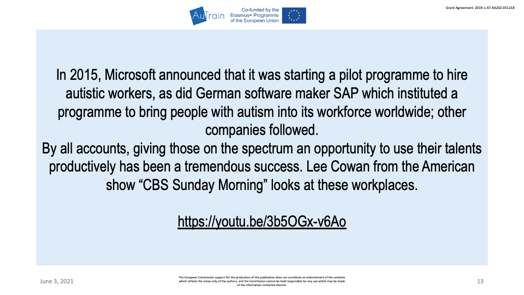 AuTrain
Co-funded by the
Erasmus+ Programme
of the European Union
Grant Agreement: 2019-1-AT-KA202-051218
In 2015, Microsoft announced that it was starting a pilot programme to hire
autistic workers, as did German software maker SAP which instituted a
programme to bring people with autism into its workforce worldwide; other
companies followed.
By all accounts, giving those on the spectrum an opportunity to use their talents
productively has been a tremendous success. Lee Cowan from the American
show “CBS Sunday Morning” looks at these workplaces.
https://youtu.be/3b5OGx-v6Ao
June 3, 2021
The European Commission support for the production of this publication does not constitute an endorsement of the contents
which reflects the views only of the authors, and the Commission cannot be held responsible for any use which may be made
of the information contained therein.
13